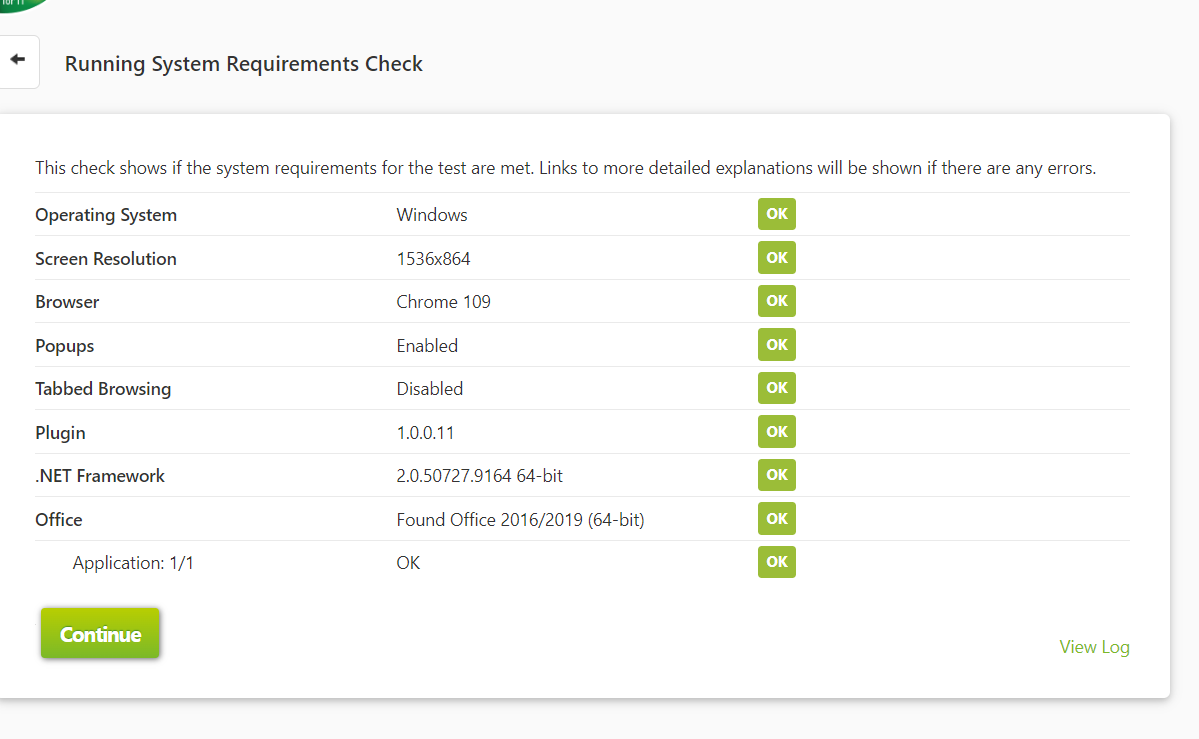 for IT
Running System Requirements Check
This check shows if the system requirements for the test are met. Links to more detailed explanations will be shown if there are any errors.
Operating System Windows OK
Screen Resolution 1536x864 OK
Browser Chrome 109 OK
Popups Enabled OK
Tabbed Browsing Disabled OK
Plugin 1.0.0.11 OK
.NET Framework 2.0.50727.9164 64-bit OK
Office Found Office 2016/2019 (64-bit) OK
Application: 1/1 OK OK
Continue
View Log